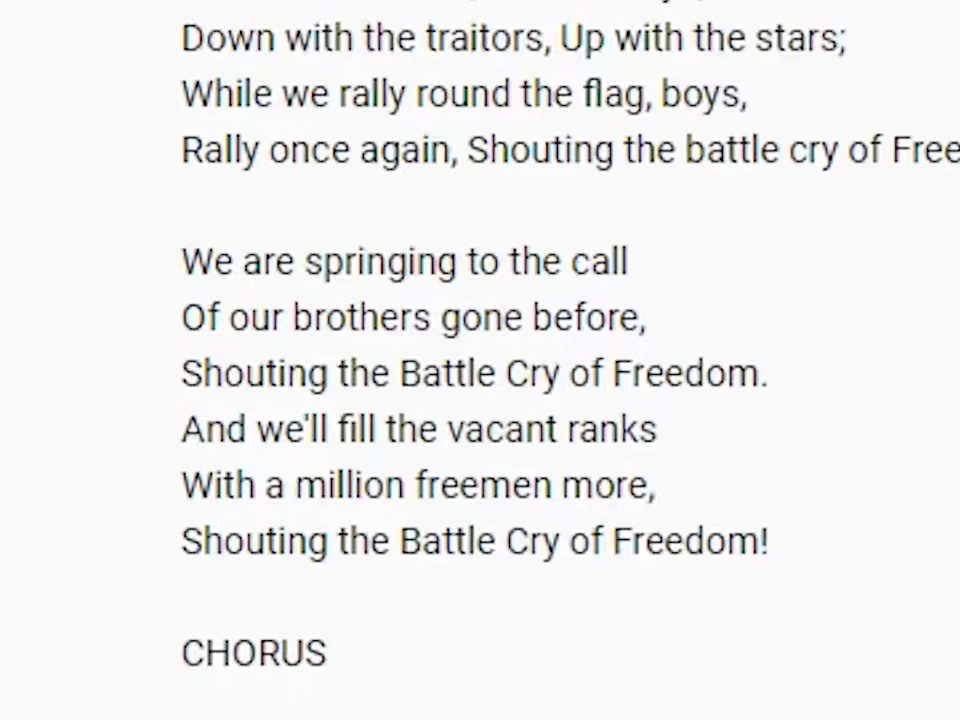 Down with the traitors, Up with the stars;
While we rally round the flag, boys,
Rally once again, Shouting the battle cry of Free
We are springing to the call
Of our brothers gone before,
Shouting the Battle Cry of Freedom.
And we'll fill the vacant ranks
With a million freemen more,
Shouting the Battle Cry of Freedom!
CHORUS